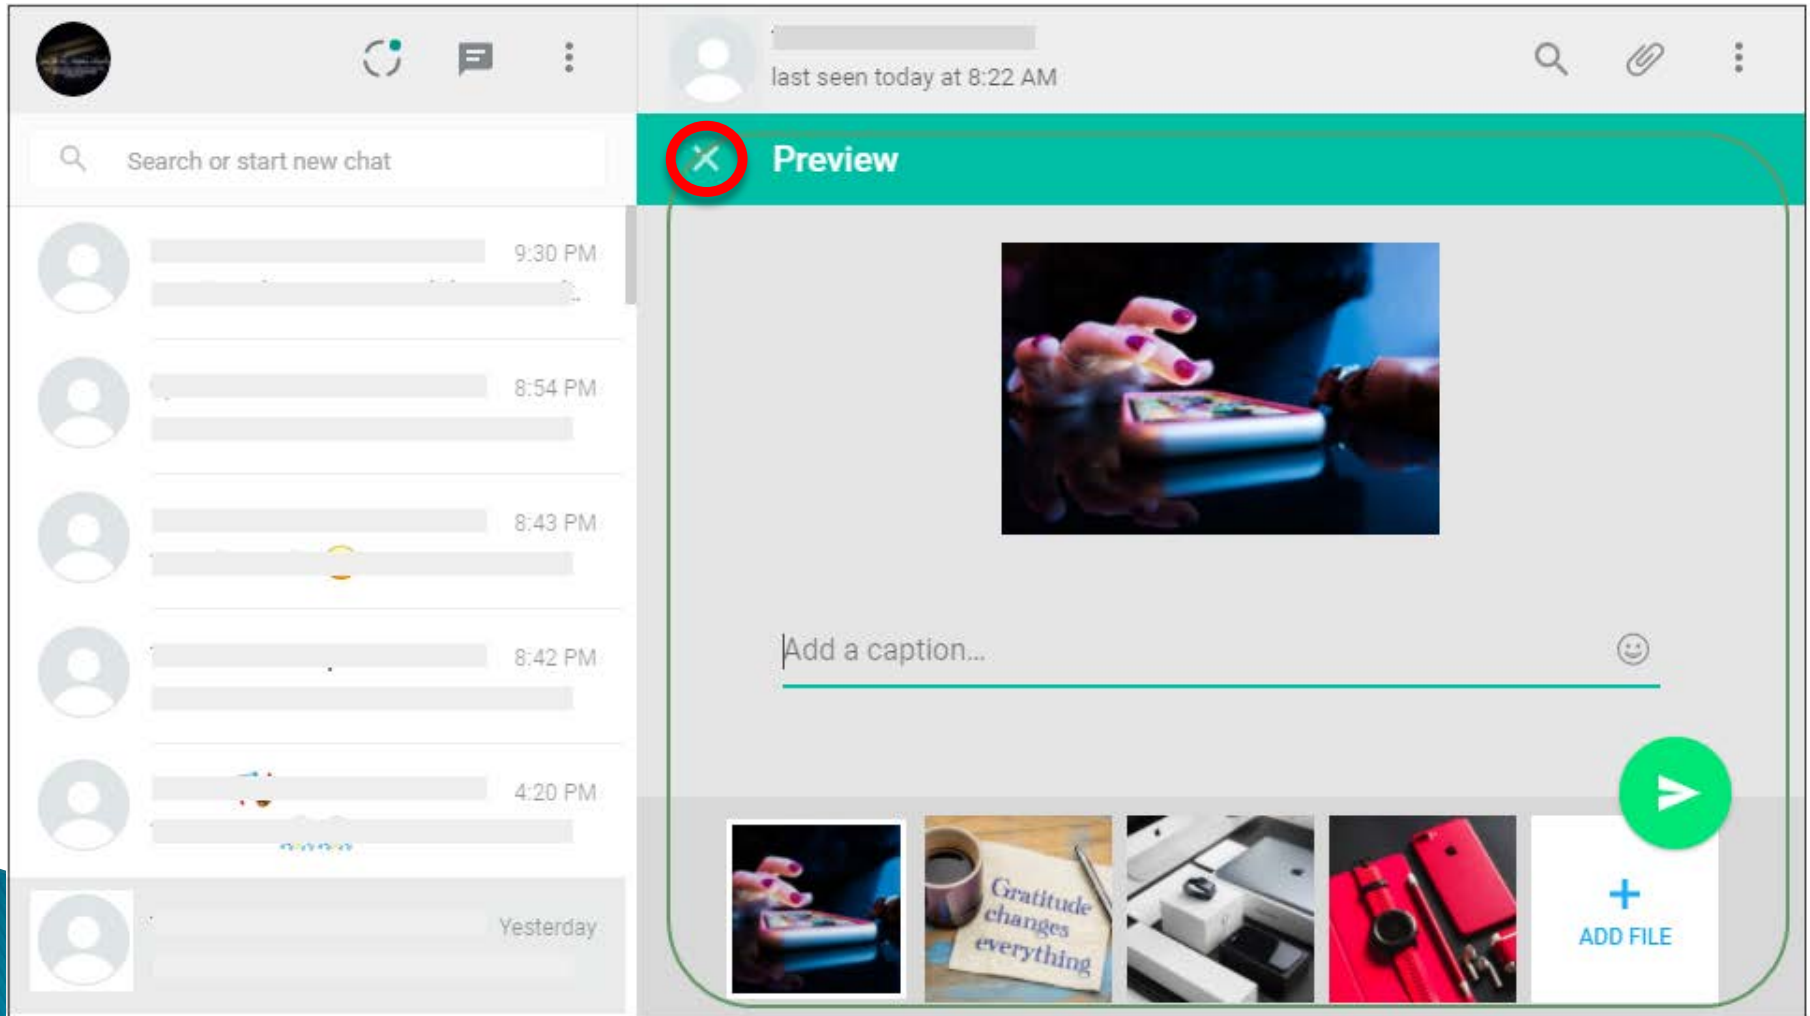 last seen today at 8:22 AM
Search or start new chat
Preview
9:30 PM
8:54 PM
8:43 PM
8:42 PM
4:20 PM
Yesterday
Add a caption...
Gratitude
changes
everything
ADD FILE